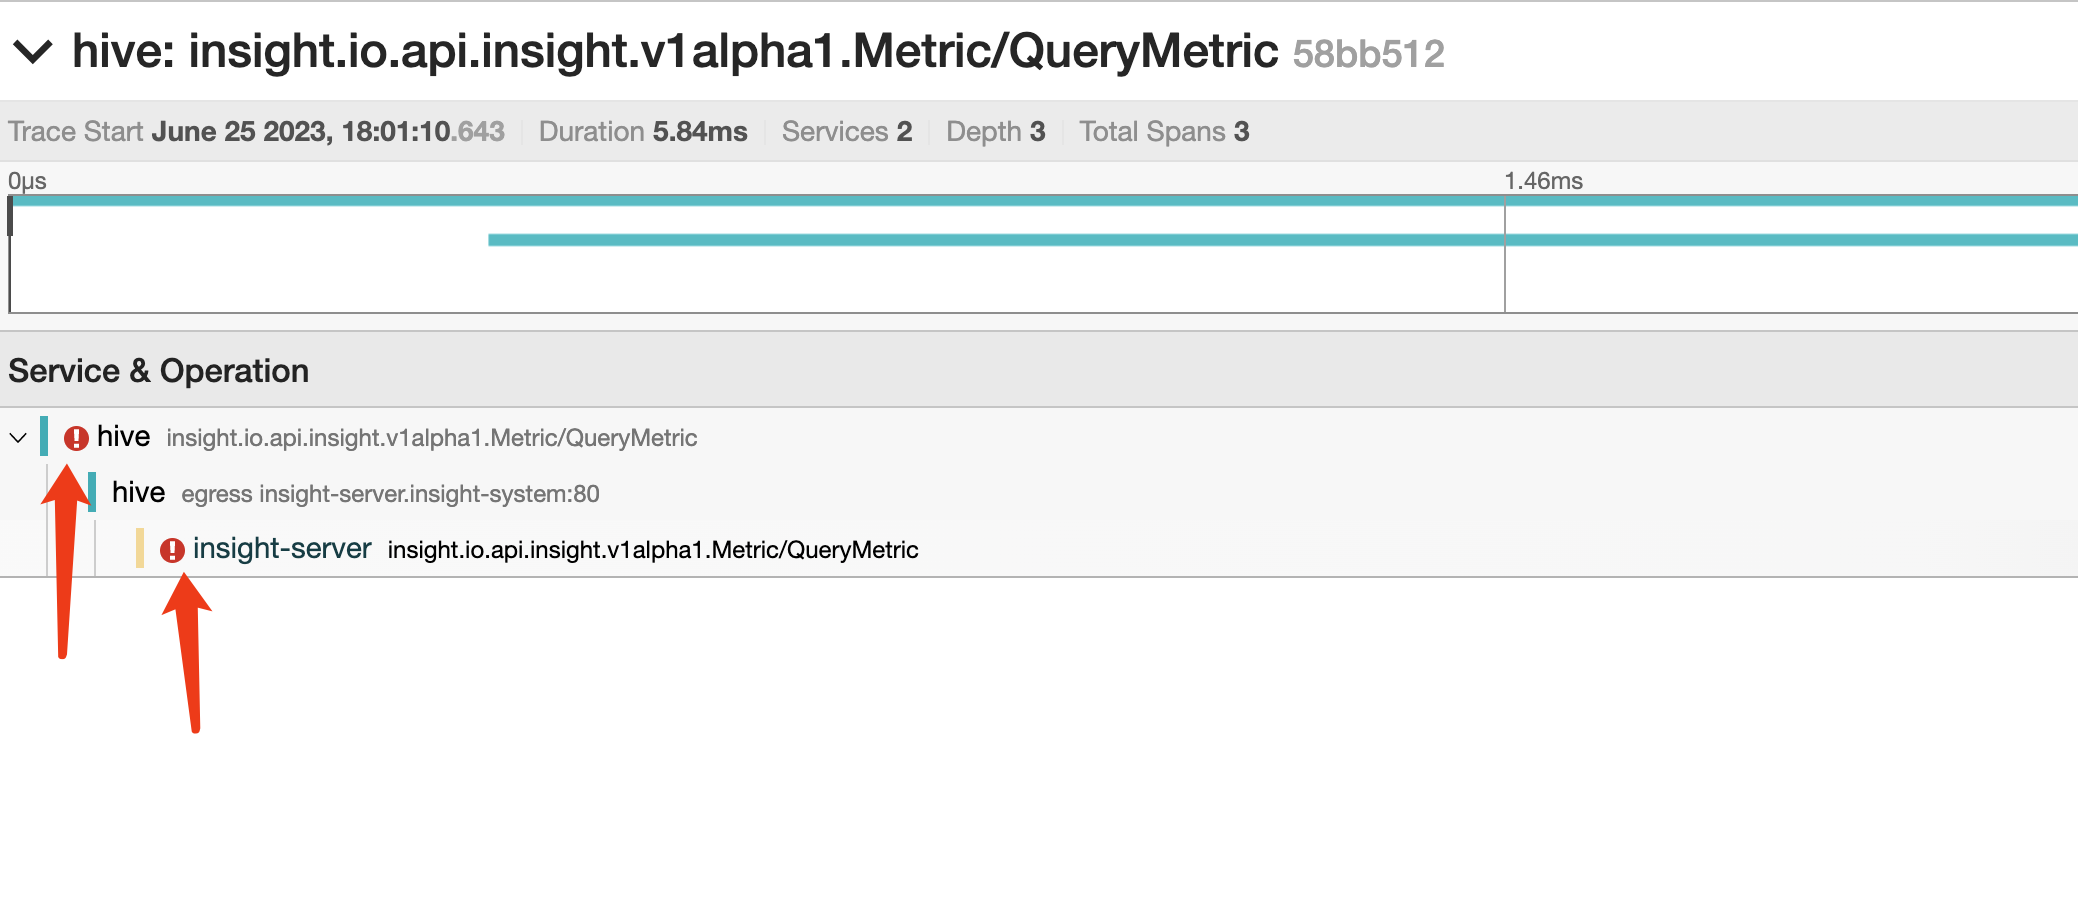 hive: insight.io.api.insight.v1alpha1.Metric/QueryMetric 58bb512
Trace Start June 25 2023, 18:01:10.643 Duration 5.84ms Services 2 Depth 3 Total Spans 3
0μs 1.46ms
Service & Operation
hive insight.io.api.insight.v1alpha1.Metric/QueryMetric
hive egress insight-server.insight-system:80
insight-server insight.io.api.insight.v1alpha1.Metric/QueryMetric